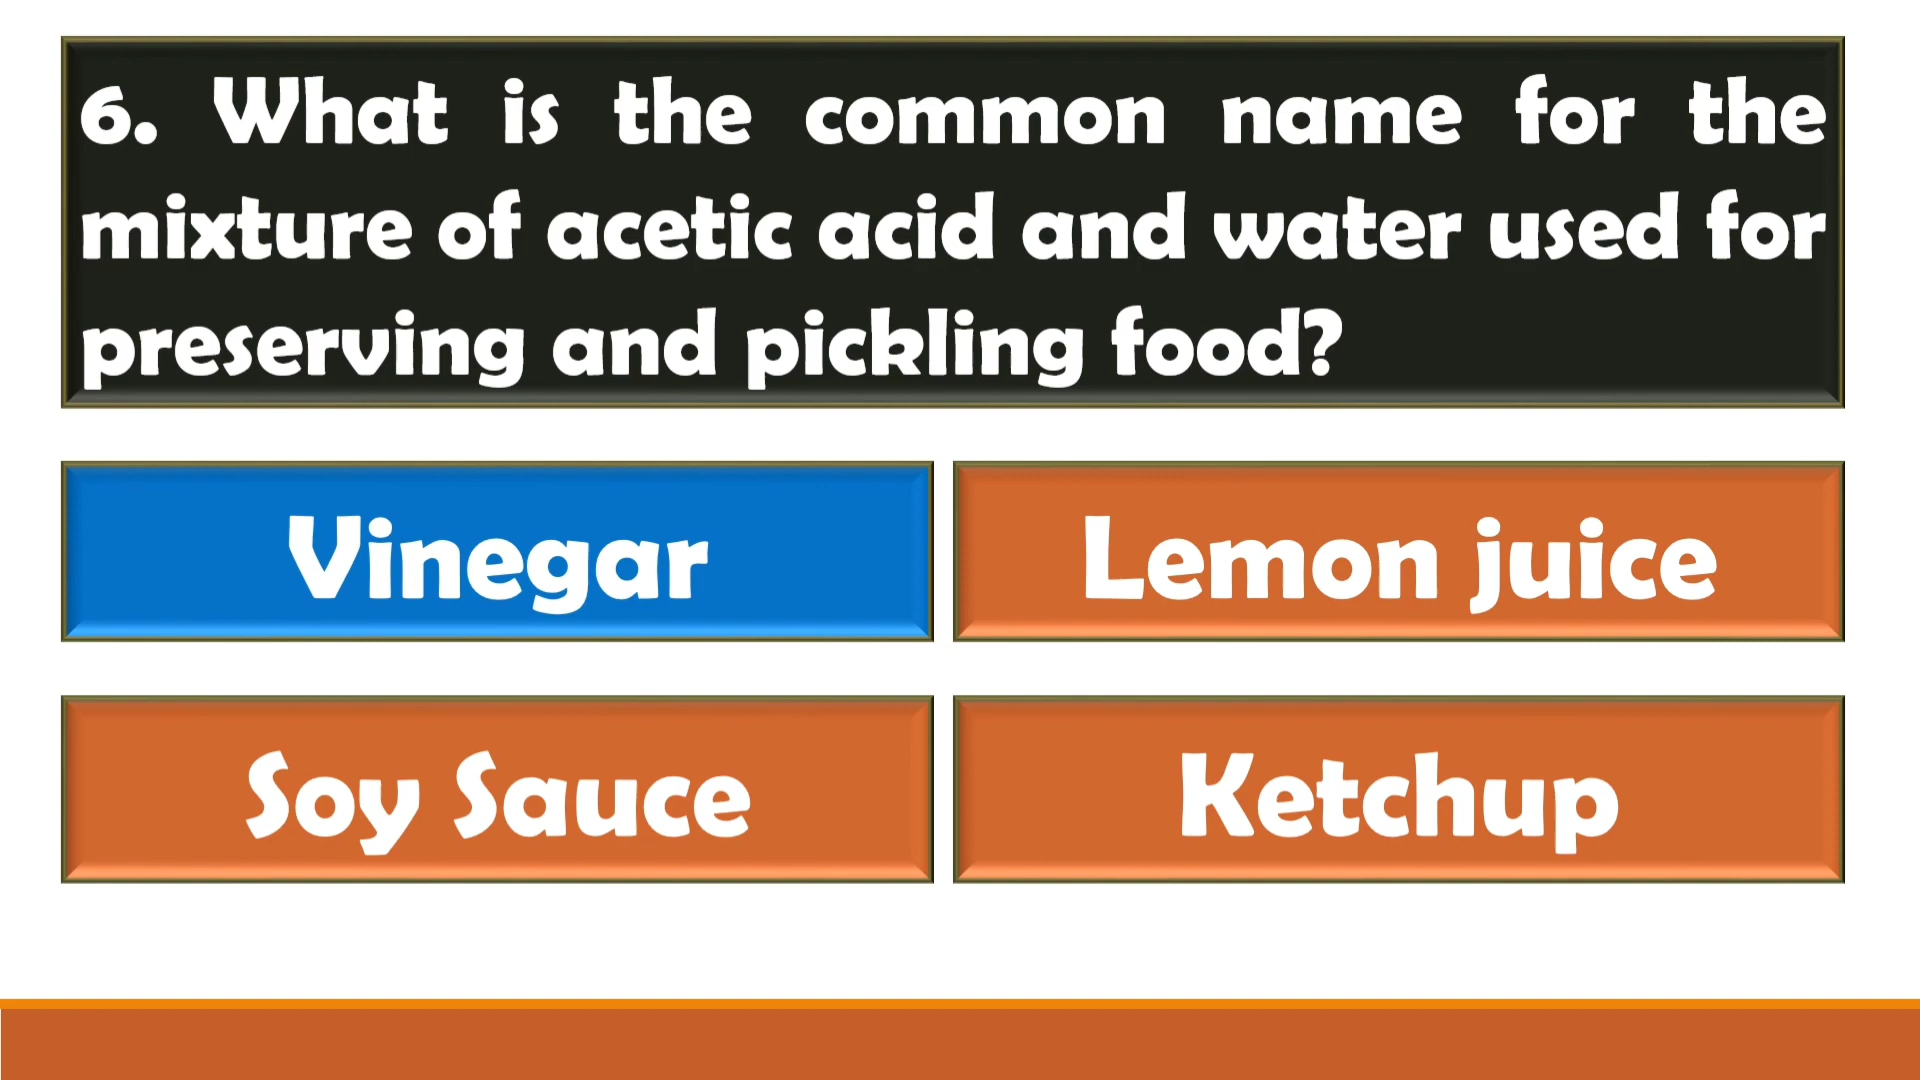 6. What is the common name for the
mixture of acetic acid and water used for
preserving and pickling food?
Vinegar
Lemon juice
Soy Sauce
Ketchup